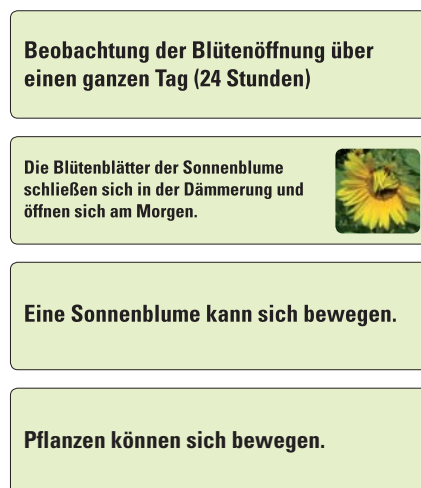 Beobachtung der Blütenöffnung über
einen ganzen Tag (24 Stunden)
Die Blütenblätter der Sonnenblume
schließen sich in der Dämmerung und
öffnen sich am Morgen.
Eine Sonnenblume kann sich bewegen.
Pflanzen können sich bewegen.